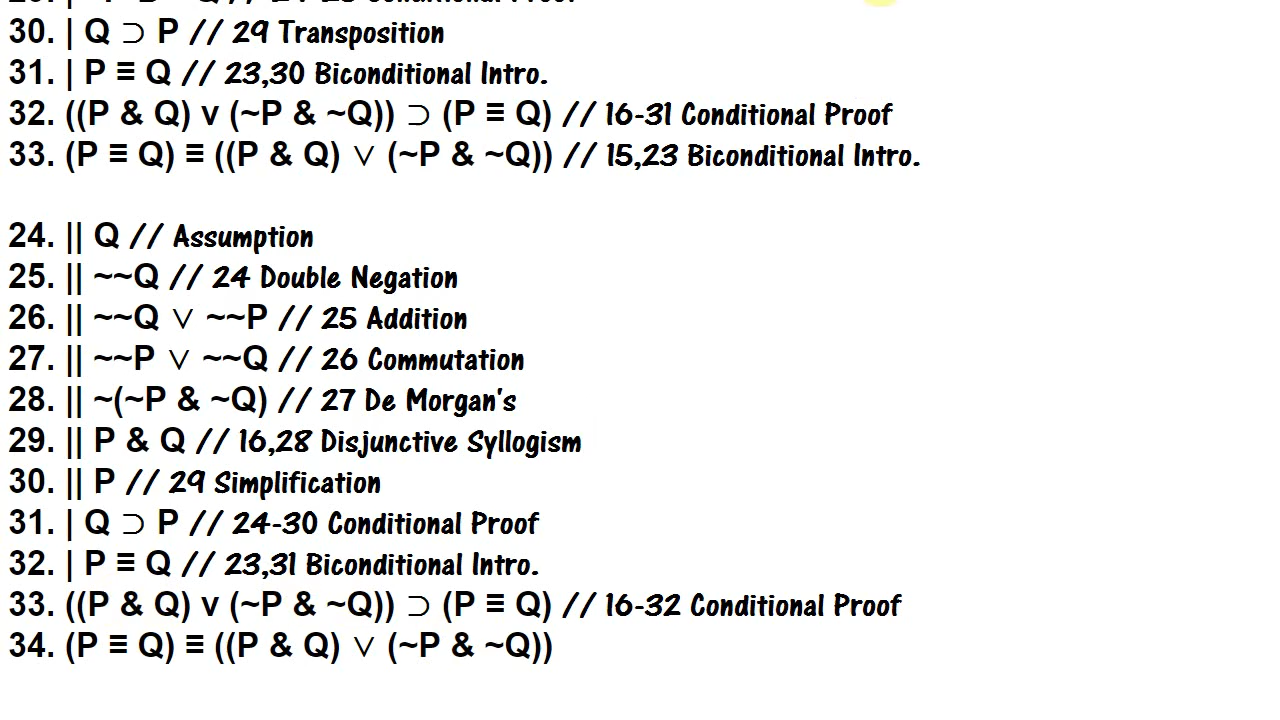 30. | Q ⊃ P // 29 Transposition
31. | P ≡ Q // 23,30 Biconditional Intro.
32. ((P & Q) v (~P & ~Q)) ⊃ (P ≡ Q) // 16-31 Conditional Proof
33. (P ≡ Q) ≡ ((P & Q) ∨ (~P & ~Q)) // 15,23 Biconditional Intro.
24. || Q // Assumption
25. || ~~Q // 24 Double Negation
26. || ~~Q ∨ ~~P // 25 Addition
27. || ~~P ∨ ~~Q // 26 Commutation
28. || ~(~P & ~Q) // 27 De Morgan's
29. || P & Q // 16,28 Disjunctive Syllogism
30. || P // 29 Simplification
31. | Q ⊃ P // 24-30 Conditional Proof
32. | P ≡ Q // 23,31 Biconditional Intro.
33. ((P & Q) v (~P & ~Q)) ⊃ (P ≡ Q) // 16-32 Conditional Proof
34. (P ≡ Q) ≡ ((P & Q) ∨ (~P & ~Q))